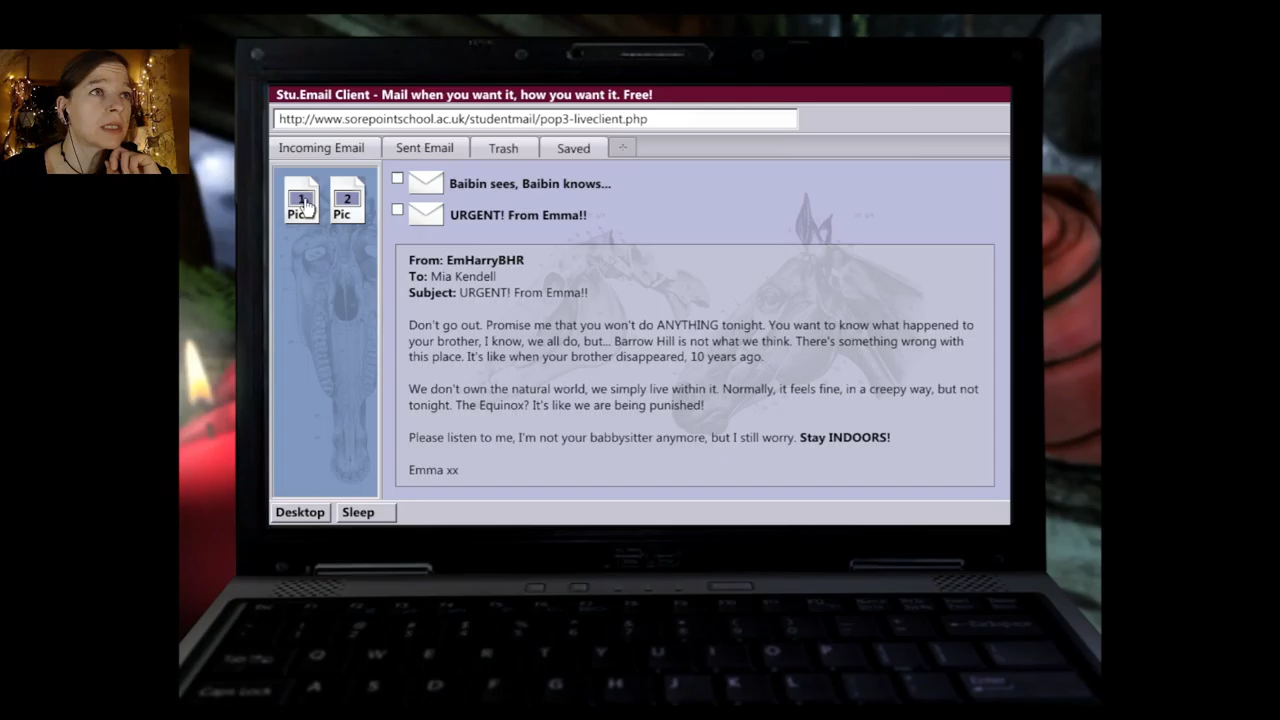 Stu.Email Client - Mail when you want it, how you want it. Free!
http://www.sorepointschool.ac.uk/studentmail/pop3-liveclient.php
Incoming Email Sent Email Trash Saved
1 2
Pic Pic
Baibin sees, Baibin knows...
URGENT! From Emma!!
From: EmHarryBHR
To: Mia Kendell
Subject: URGENT! From Emma!!
Don't go out. Promise me that you won't do ANYTHING tonight. You want to know what happened to
your brother, I know, we all do, but... Barrow Hill is not what we think. There's something wrong with
this place. It's like when your brother disappeared, 10 years ago.
We don't own the natural world, we simply live within it. Normally, it feels fine, in a creepy way, but not
tonight. The Equinox? It's like we are being punished!
Please listen to me, I'm not your babbysitter anymore, but I still worry. Stay INDOORS!
Emma xx
Desktop Sleep
Q W E R T Y U I O P
Caps Lock A S D F G H J K L Enter